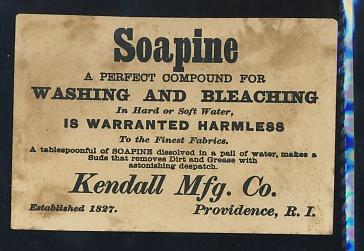 Soapine
A PERFECT COMPOUND FOR
WASHING AND BLEACHING
In Hard or Soft Water,
IS WARRANTED HARMLESS
To the Finest Fabrics.
A tablespoonful of SOAPINE dissolved in a pail of water, makes a
Suds that removes Dirt and Grease with
astonishing despatch.
Kendall Mfg. Co.
Established 1827. Providence, R. I.